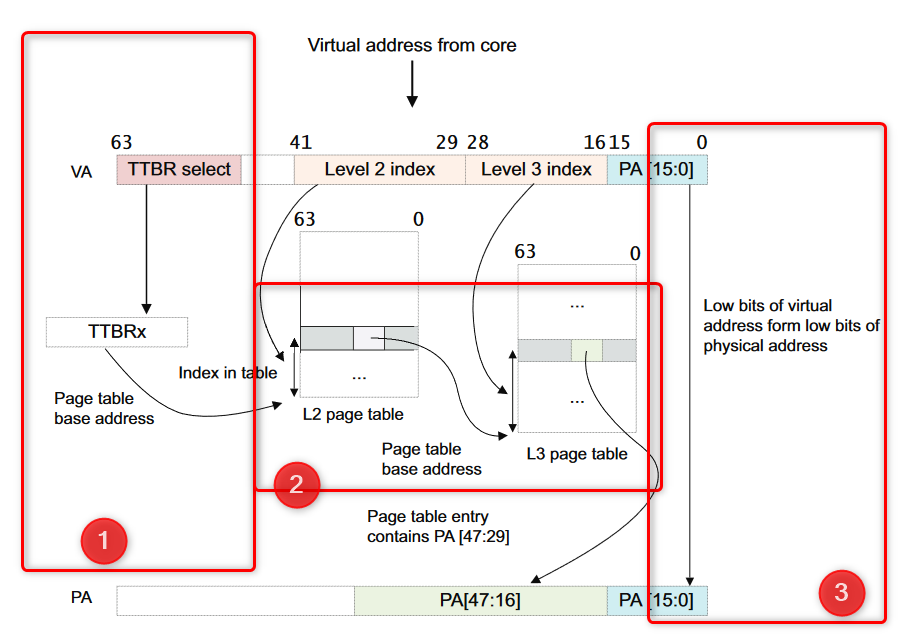 Virtual address from core
63 41 29 28 16 15 0
VA TTBR select Level 2 index Level 3 index PA [15:0]
63 0
63 0
...
TTBRx
Low bits of virtual
address form low bits of
physical address
Index in table
...
...
Page table
base address
L2 page table
Page table
base address
L3 page table
2
Page table entry
contains PA [47:29]
1
3
PA PA[47:16] PA [15:0]